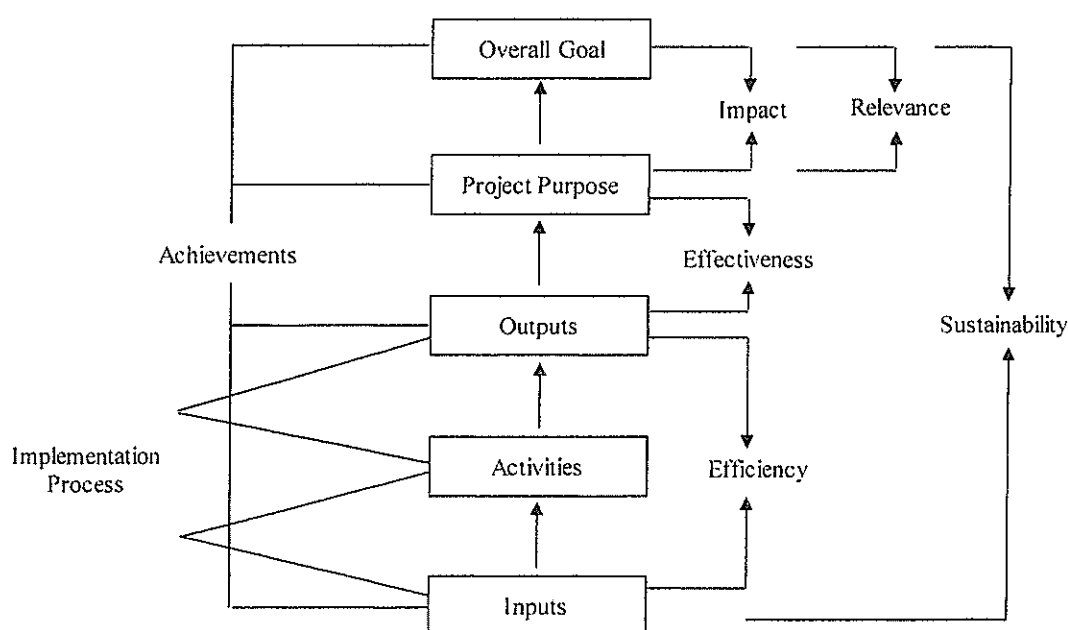 Overall Goal
Impact
Relevance
Project Purpose
Achievements
Effectiveness
Outputs
Sustainability
Implementation
Process
Activities
Efficiency
Inputs